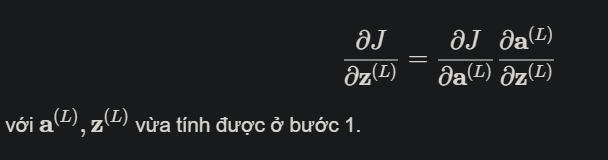 ∂J/∂𝐳^(L) = ∂J/∂𝐚^(L) ∂𝐚^(L)/∂𝐳^(L)
với 𝐚^(L), 𝐳^(L) vừa tính được ở bước 1.